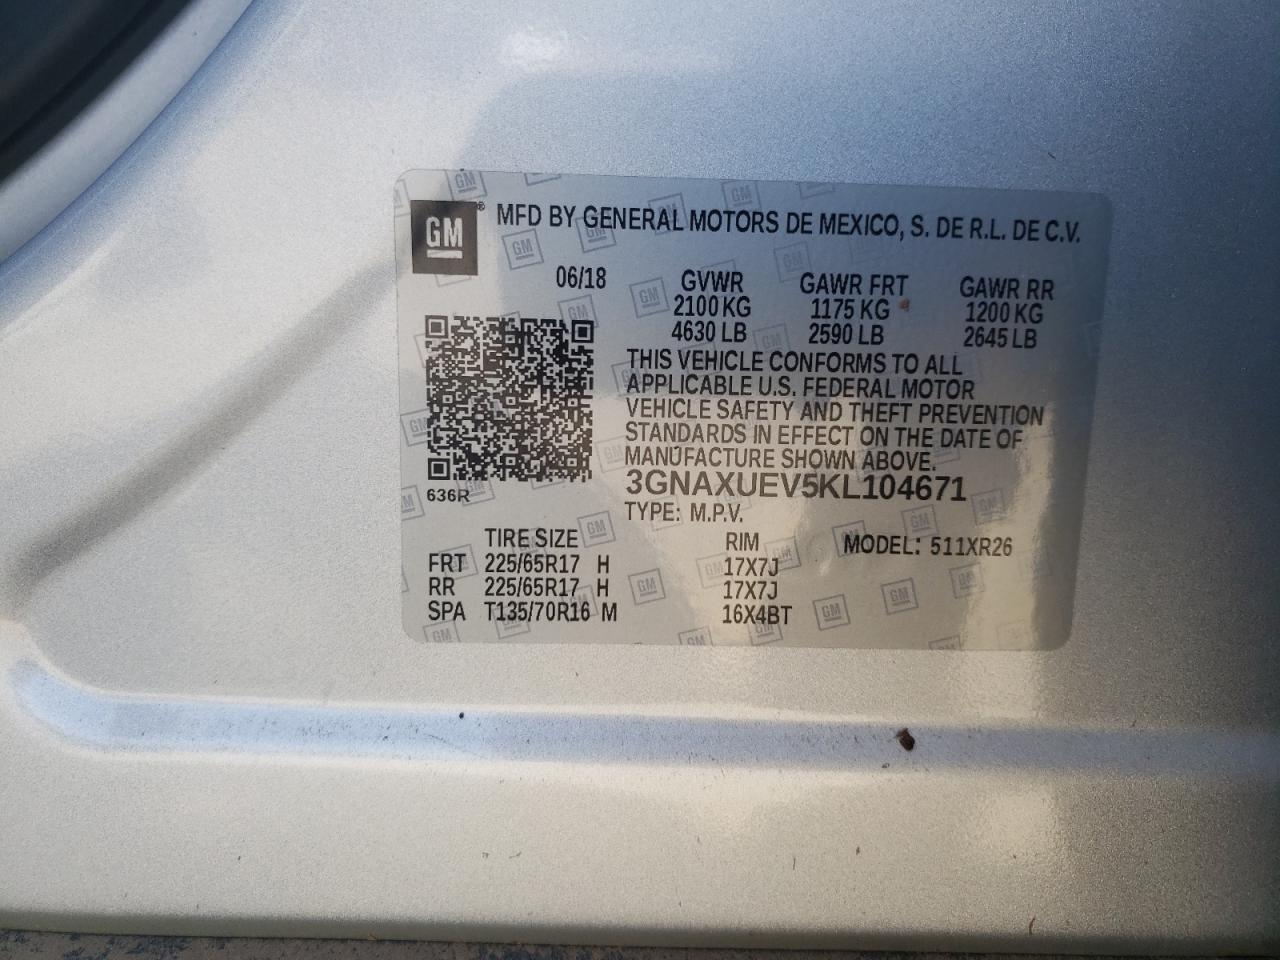 GM ® MFD BY GENERAL MOTORS DE MEXICO, S. DE R.L. DE C.V.
06/18 GVWR GAWR FRT GAWR RR
2100 KG 1175 KG 1200 KG
4630 LB 2590 LB 2645 LB
THIS VEHICLE CONFORMS TO ALL
APPLICABLE U.S. FEDERAL MOTOR
VEHICLE SAFETY AND THEFT PREVENTION
STANDARDS IN EFFECT ON THE DATE OF
MANUFACTURE SHOWN ABOVE.
3GNAXUEV5KL104671
636R
TYPE: M.P.V.
TIRE SIZE RIM MODEL: 511XR26
FRT 225/65R17 H 17X7J
RR 225/65R17 H 17X7J
SPA T135/70R16 M 16X4BT